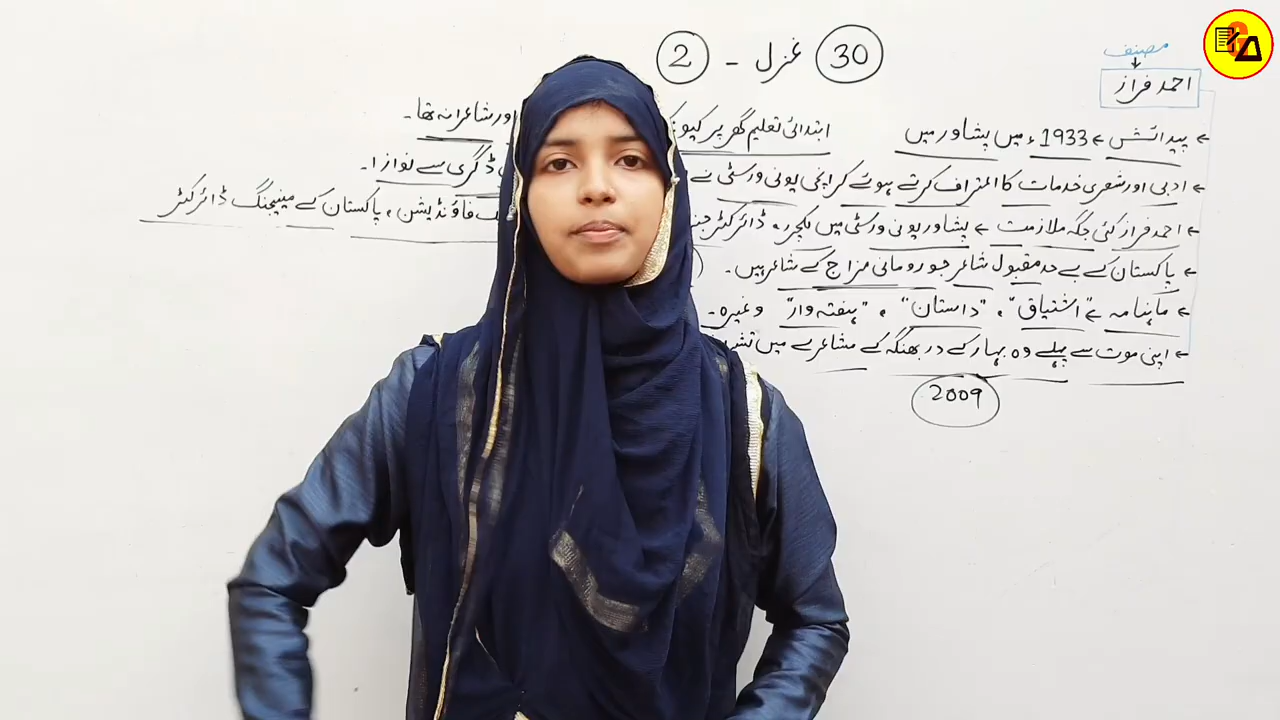 30 غزل - 2
مصنف
احمد فراز
← پیدائش ← 1933ء میں پشاور میں ابتدائی تعلیم گھر پر اور شاعرانہ تھا۔
← ادبی اور شعری خدمات کا اعتراف کرتے ہوئے کراچی یونی ورسٹی نے ڈگری سے نوازا۔
← احمد فراز کئی جگہ ملازمت ← پشاور یونی ورسٹی میں لکچرر، ڈائرکٹر فاؤنڈیشن، پاکستان کے مینیجنگ ڈائرکٹر
← پاکستان کے بے حد مقبول شاعر جو رومانی مزاج کے شاعر ہیں۔
← ماہنامہ ← "اشتیاق"، "داستان"، "ہفتہ وار" وغیرہ۔
← اپنی موت سے پہلے وہ بہار کے دربھنگہ کے مشاعرے میں
2009